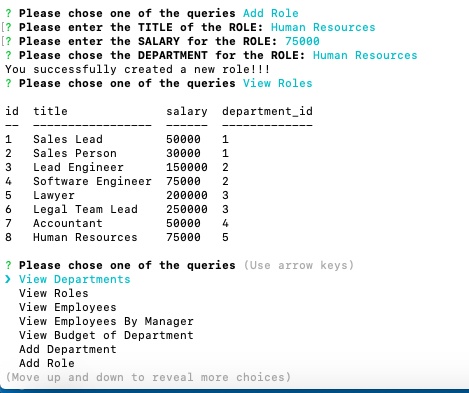 ? Please chose one of the queries Add Role
[? Please enter the TITLE of the ROLE: Human Resources
[? Please enter the SALARY for the ROLE: 75000
? Please chose the DEPARTMENT for the ROLE: Human Resources
You successfully created a new role!!!
? Please chose one of the queries View Roles
id  title              salary  department_id
--  -----------------  ------  -------------
1   Sales Lead         50000   1
2   Sales Person       30000   1
3   Lead Engineer      150000  2
4   Software Engineer  75000   2
5   Lawyer             200000  3
6   Legal Team Lead    250000  3
7   Accountant         50000   4
8   Human Resources    75000   5
? Please chose one of the queries (Use arrow keys)
❯ View Departments
View Roles
View Employees
View Employees By Manager
View Budget of Department
Add Department
Add Role
(Move up and down to reveal more choices)